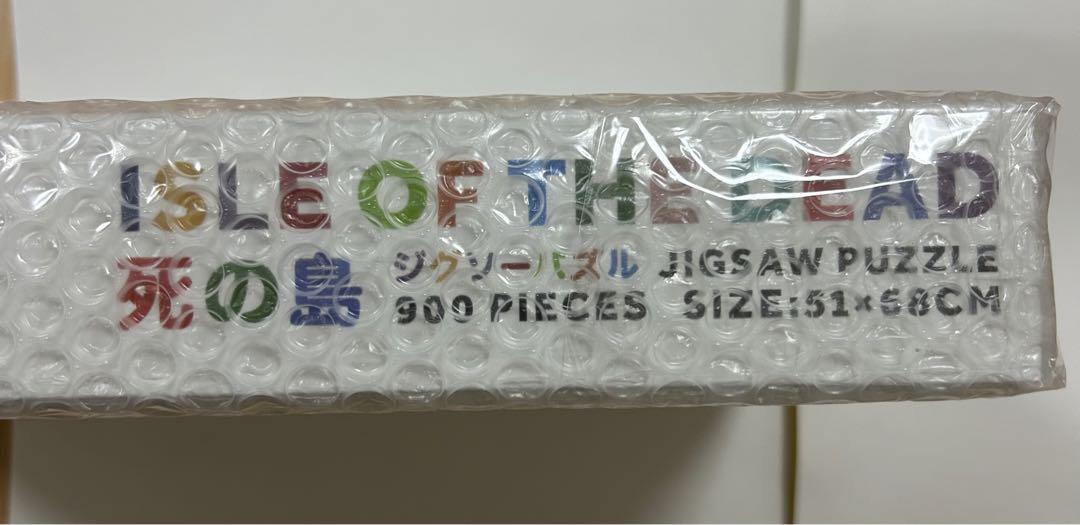 ISLE OF THE DEAD
死の島
ジグソーパズル JIGSAW PUZZLE
900 PIECES SIZE:51×68CM